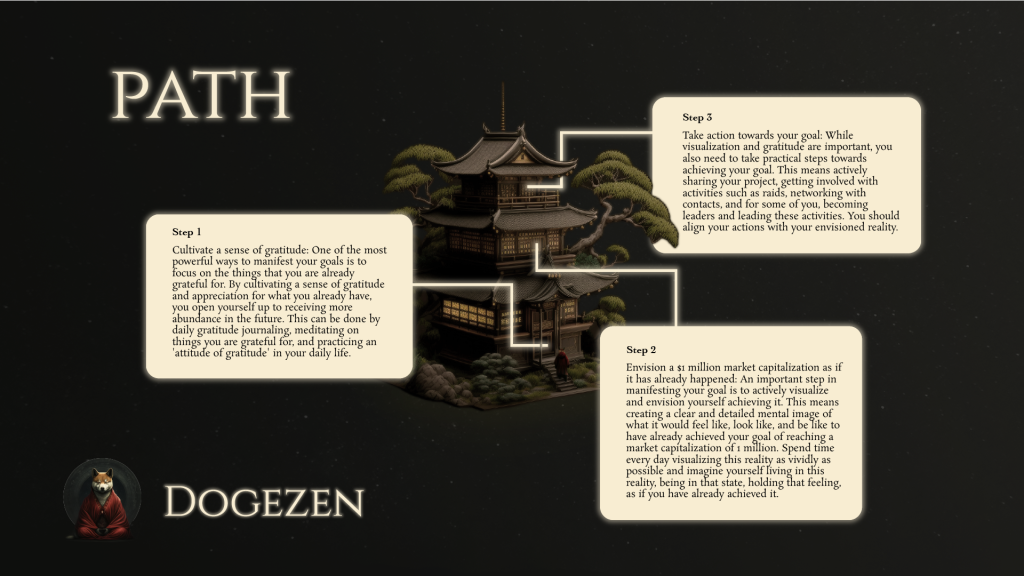 PATH
Step 3
Take action towards your goal: While
visualization and gratitude are important, you
also need to take practical steps towards
achieving your goal. This means actively
sharing your project, getting involved with
activities such as raids, networking with
contacts, and for some of you, becoming
leaders and leading these activities. You should
align your actions with your envisioned reality.
Step 1
Cultivate a sense of gratitude: One of the most
powerful ways to manifest your goals is to
focus on the things that you are already
grateful for. By cultivating a sense of gratitude
and appreciation for what you already have,
you open yourself up to receiving more
abundance in the future. This can be done by
daily gratitude journaling, meditating on
things you are grateful for, and practicing an
'attitude of gratitude' in your daily life.
Step 2
Envision a $1 million market capitalization as if
it has already happened: An important step in
manifesting your goal is to actively visualize
and envision yourself achieving it. This means
creating a clear and detailed mental image of
what it would feel like, look like, and be like to
have already achieved your goal of reaching a
market capitalization of 1 million. Spend time
every day visualizing this reality as vividly as
possible and imagine yourself living in this
reality, being in that state, holding that feeling,
as if you have already achieved it.
DOGEZEN